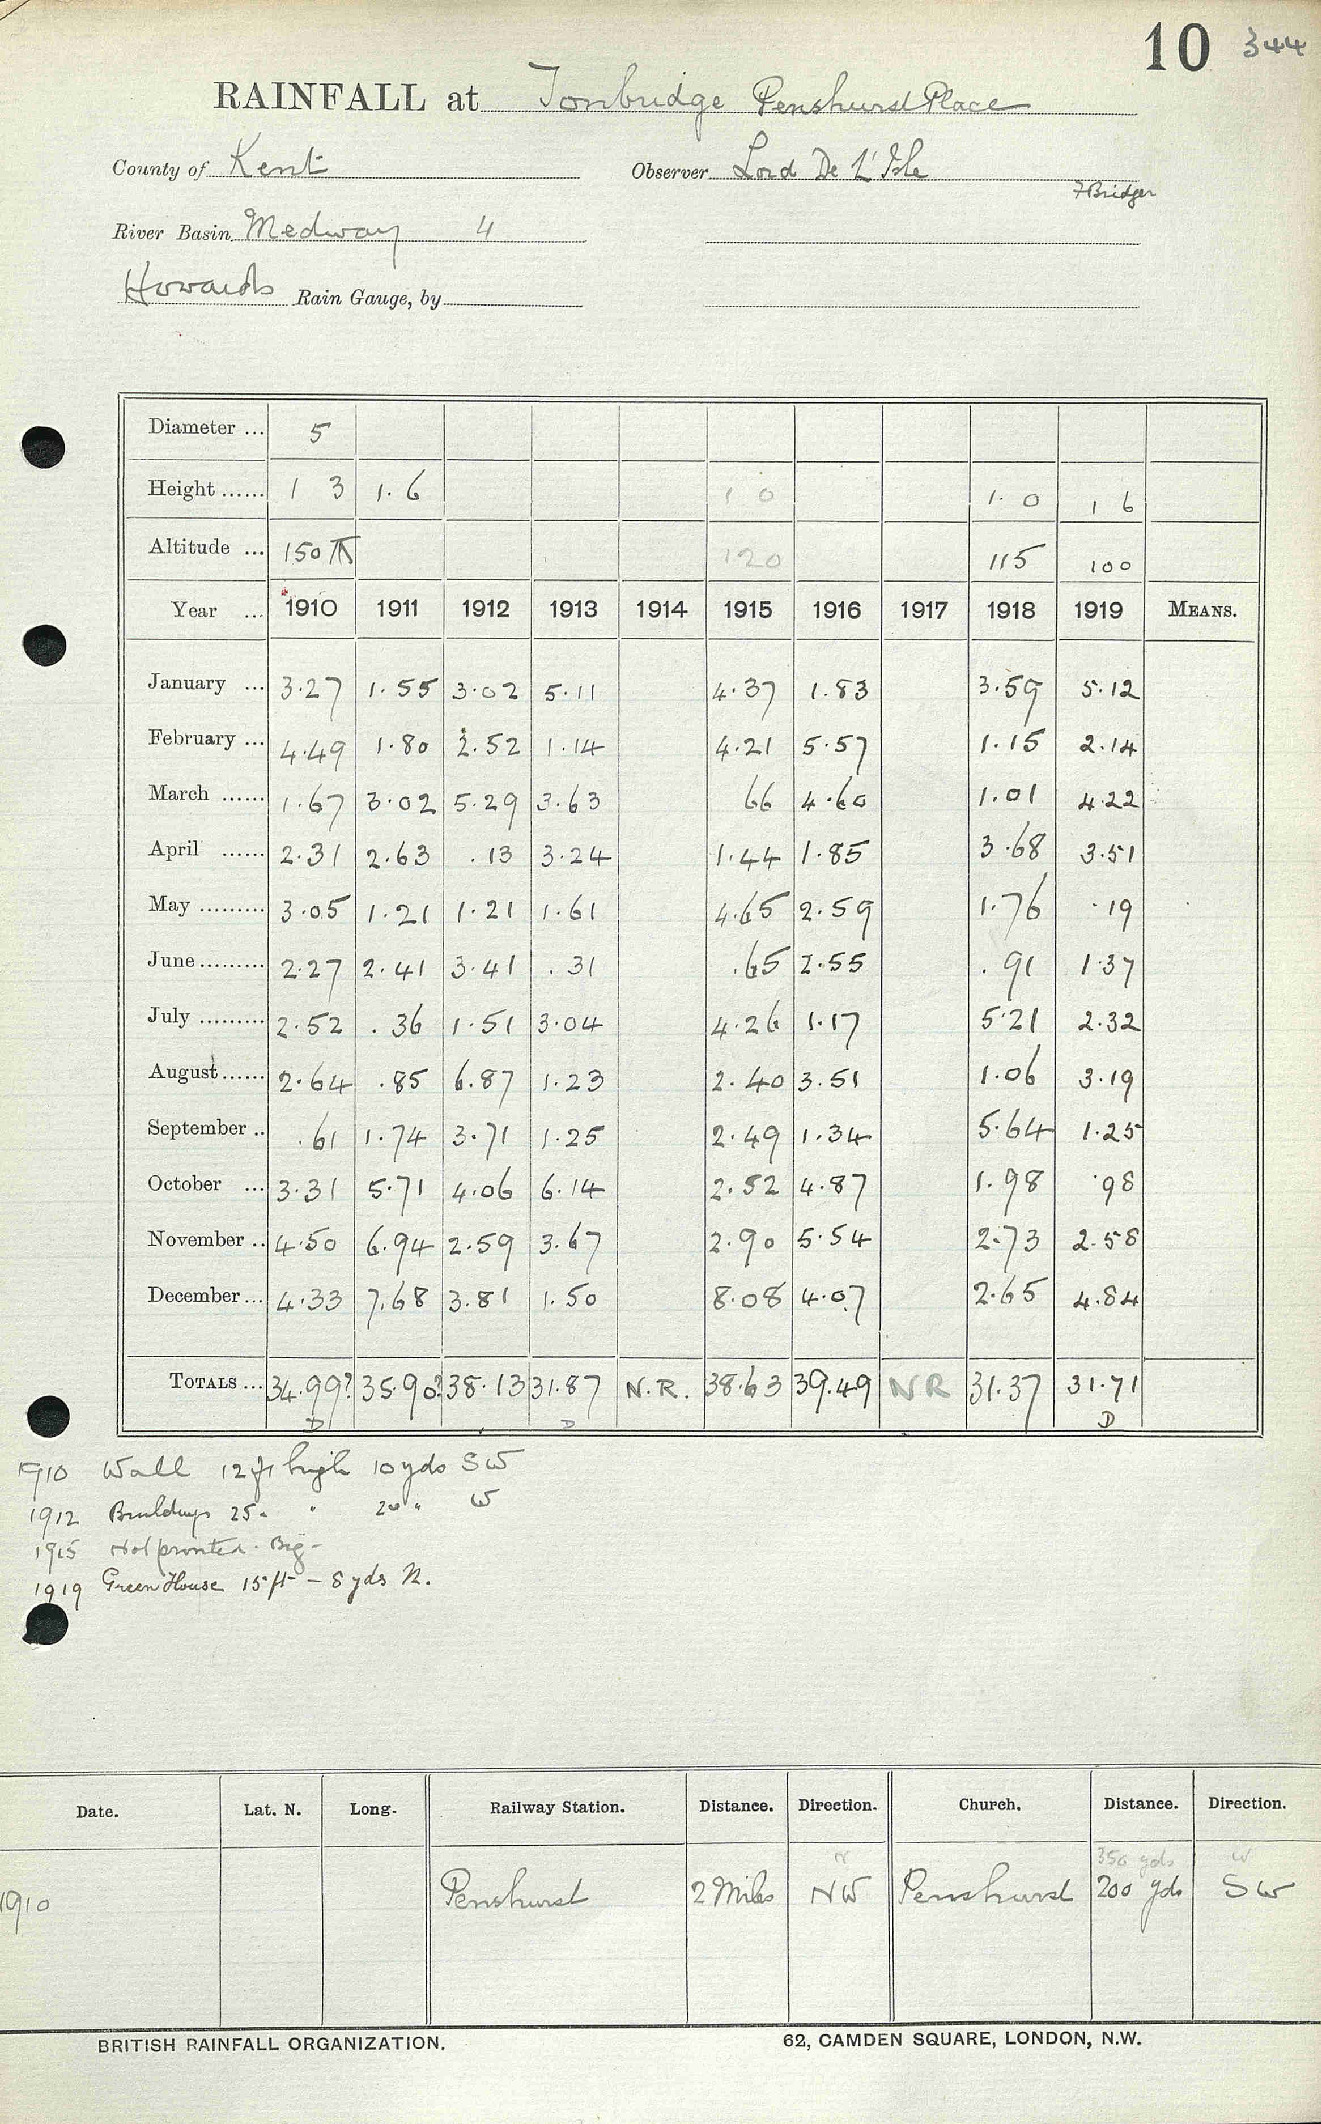 10 344
RAINFALL at Tonbridge Penshurst Place
County of Kent Observer Lord De L'Isle
F Bridger
River Basin Medway 4
Howards Rain Gauge, by
Diameter ... 5
Height ...... 1 3 1. 6 1 0 1. 0 1 6
Altitude ... 150 120 115 100
Year ... 1910 1911 1912 1913 1914 1915 1916 1917 1918 1919 MEANS.
January ... 3.27 1.55 3.02 5.11 4.37 1.83 3.59 5.12
February ... 4.49 1.80 2.52 1.14 4.21 5.57 1.15 2.14
March ...... 1.67 3.02 5.29 3.63 66 4.60 1.01 4.22
April ...... 2.31 2.63 .13 3.24 1.44 1.85 3.68 3.51
May ......... 3.05 1.21 1.21 1.61 4.65 2.59 1.76 .19
June ......... 2.27 2.41 3.41 .31 .65 2.55 .91 1.37
July ......... 2.52 .36 1.51 3.04 4.26 1.17 5.21 2.32
August ...... 2.64 .85 6.87 1.23 2.40 3.51 1.06 3.19
September .. .61 1.74 3.71 1.25 2.49 1.34 5.64 1.25
October ... 3.31 5.71 4.06 6.14 2.52 4.87 1.98 .98
November .. 4.50 6.94 2.59 3.67 2.90 5.54 2.73 2.58
December ... 4.33 7.68 3.81 1.50 8.08 4.07 2.65 4.84
TOTALS ... 34.99? 35.90? 38.13 31.87 N.R. 38.63 39.49 NR 31.37 31.71
D D D
1910 Wall 12 ft high 10 yds SW
1912 Buildings 25 " " 20 " W
1915 Not printed.
1919 Green House 15 ft - 8 yds N.
Date. Lat. N. Long. Railway Station. Distance. Direction. Church. Distance. Direction.
N 350 yds W
1910 Penshurst 2 Miles NW Penshurst 200 yds SW
BRITISH RAINFALL ORGANIZATION. 62, CAMDEN SQUARE, LONDON, N.W.